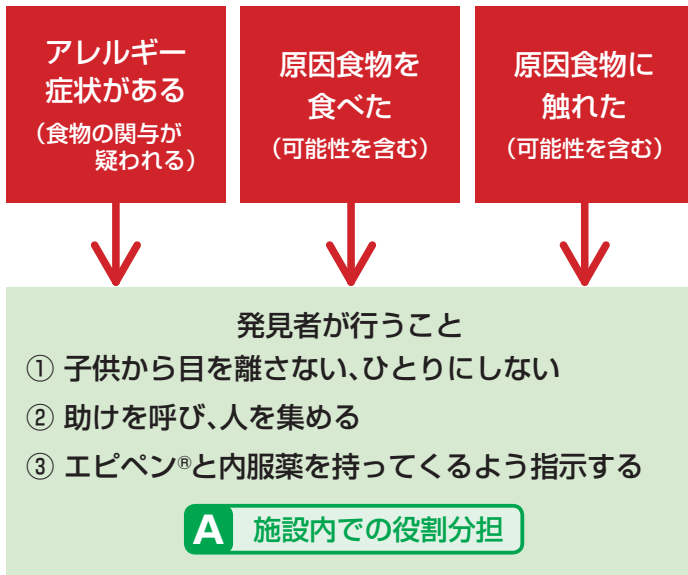 アレルギー
症状がある
（食物の関与が
疑われる）
原因食物を
食べた
（可能性を含む）
原因食物に
触れた
（可能性を含む）
発見者が行うこと
① 子供から目を離さない、ひとりにしない
② 助けを呼び、人を集める
③ エピペン®と内服薬を持ってくるよう指示する
A 施設内での役割分担